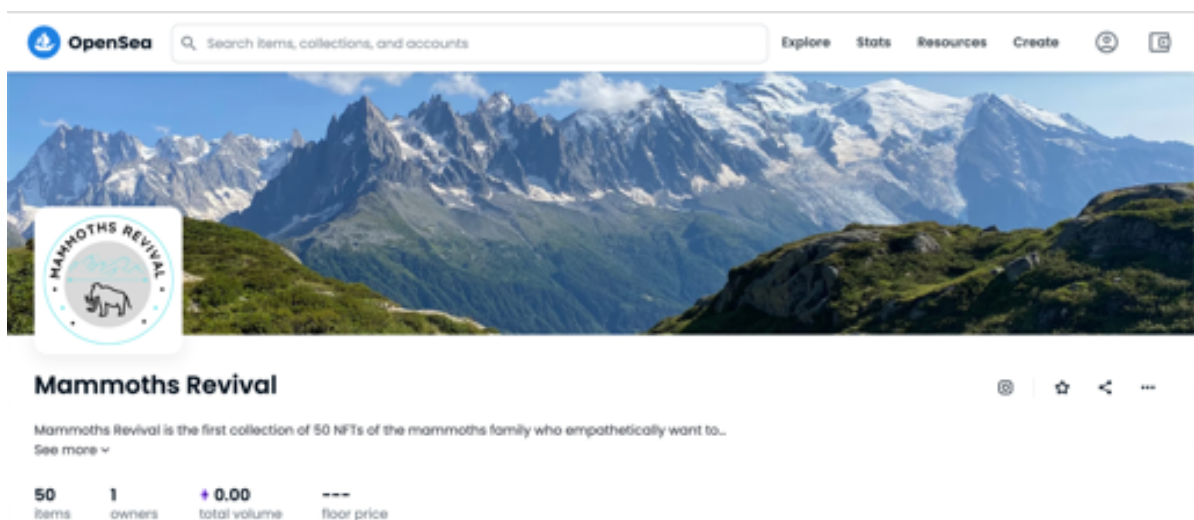 OpenSea Search items, collections, and accounts Explore Stats Resources Create
MAMMOTHS REVIVAL
Mammoths Revival
Mammoths Revival is the first collection of 50 NFTs of the mammoths family who empathetically want to...
See more
50 1 0.00 ---
items owners total volume floor price